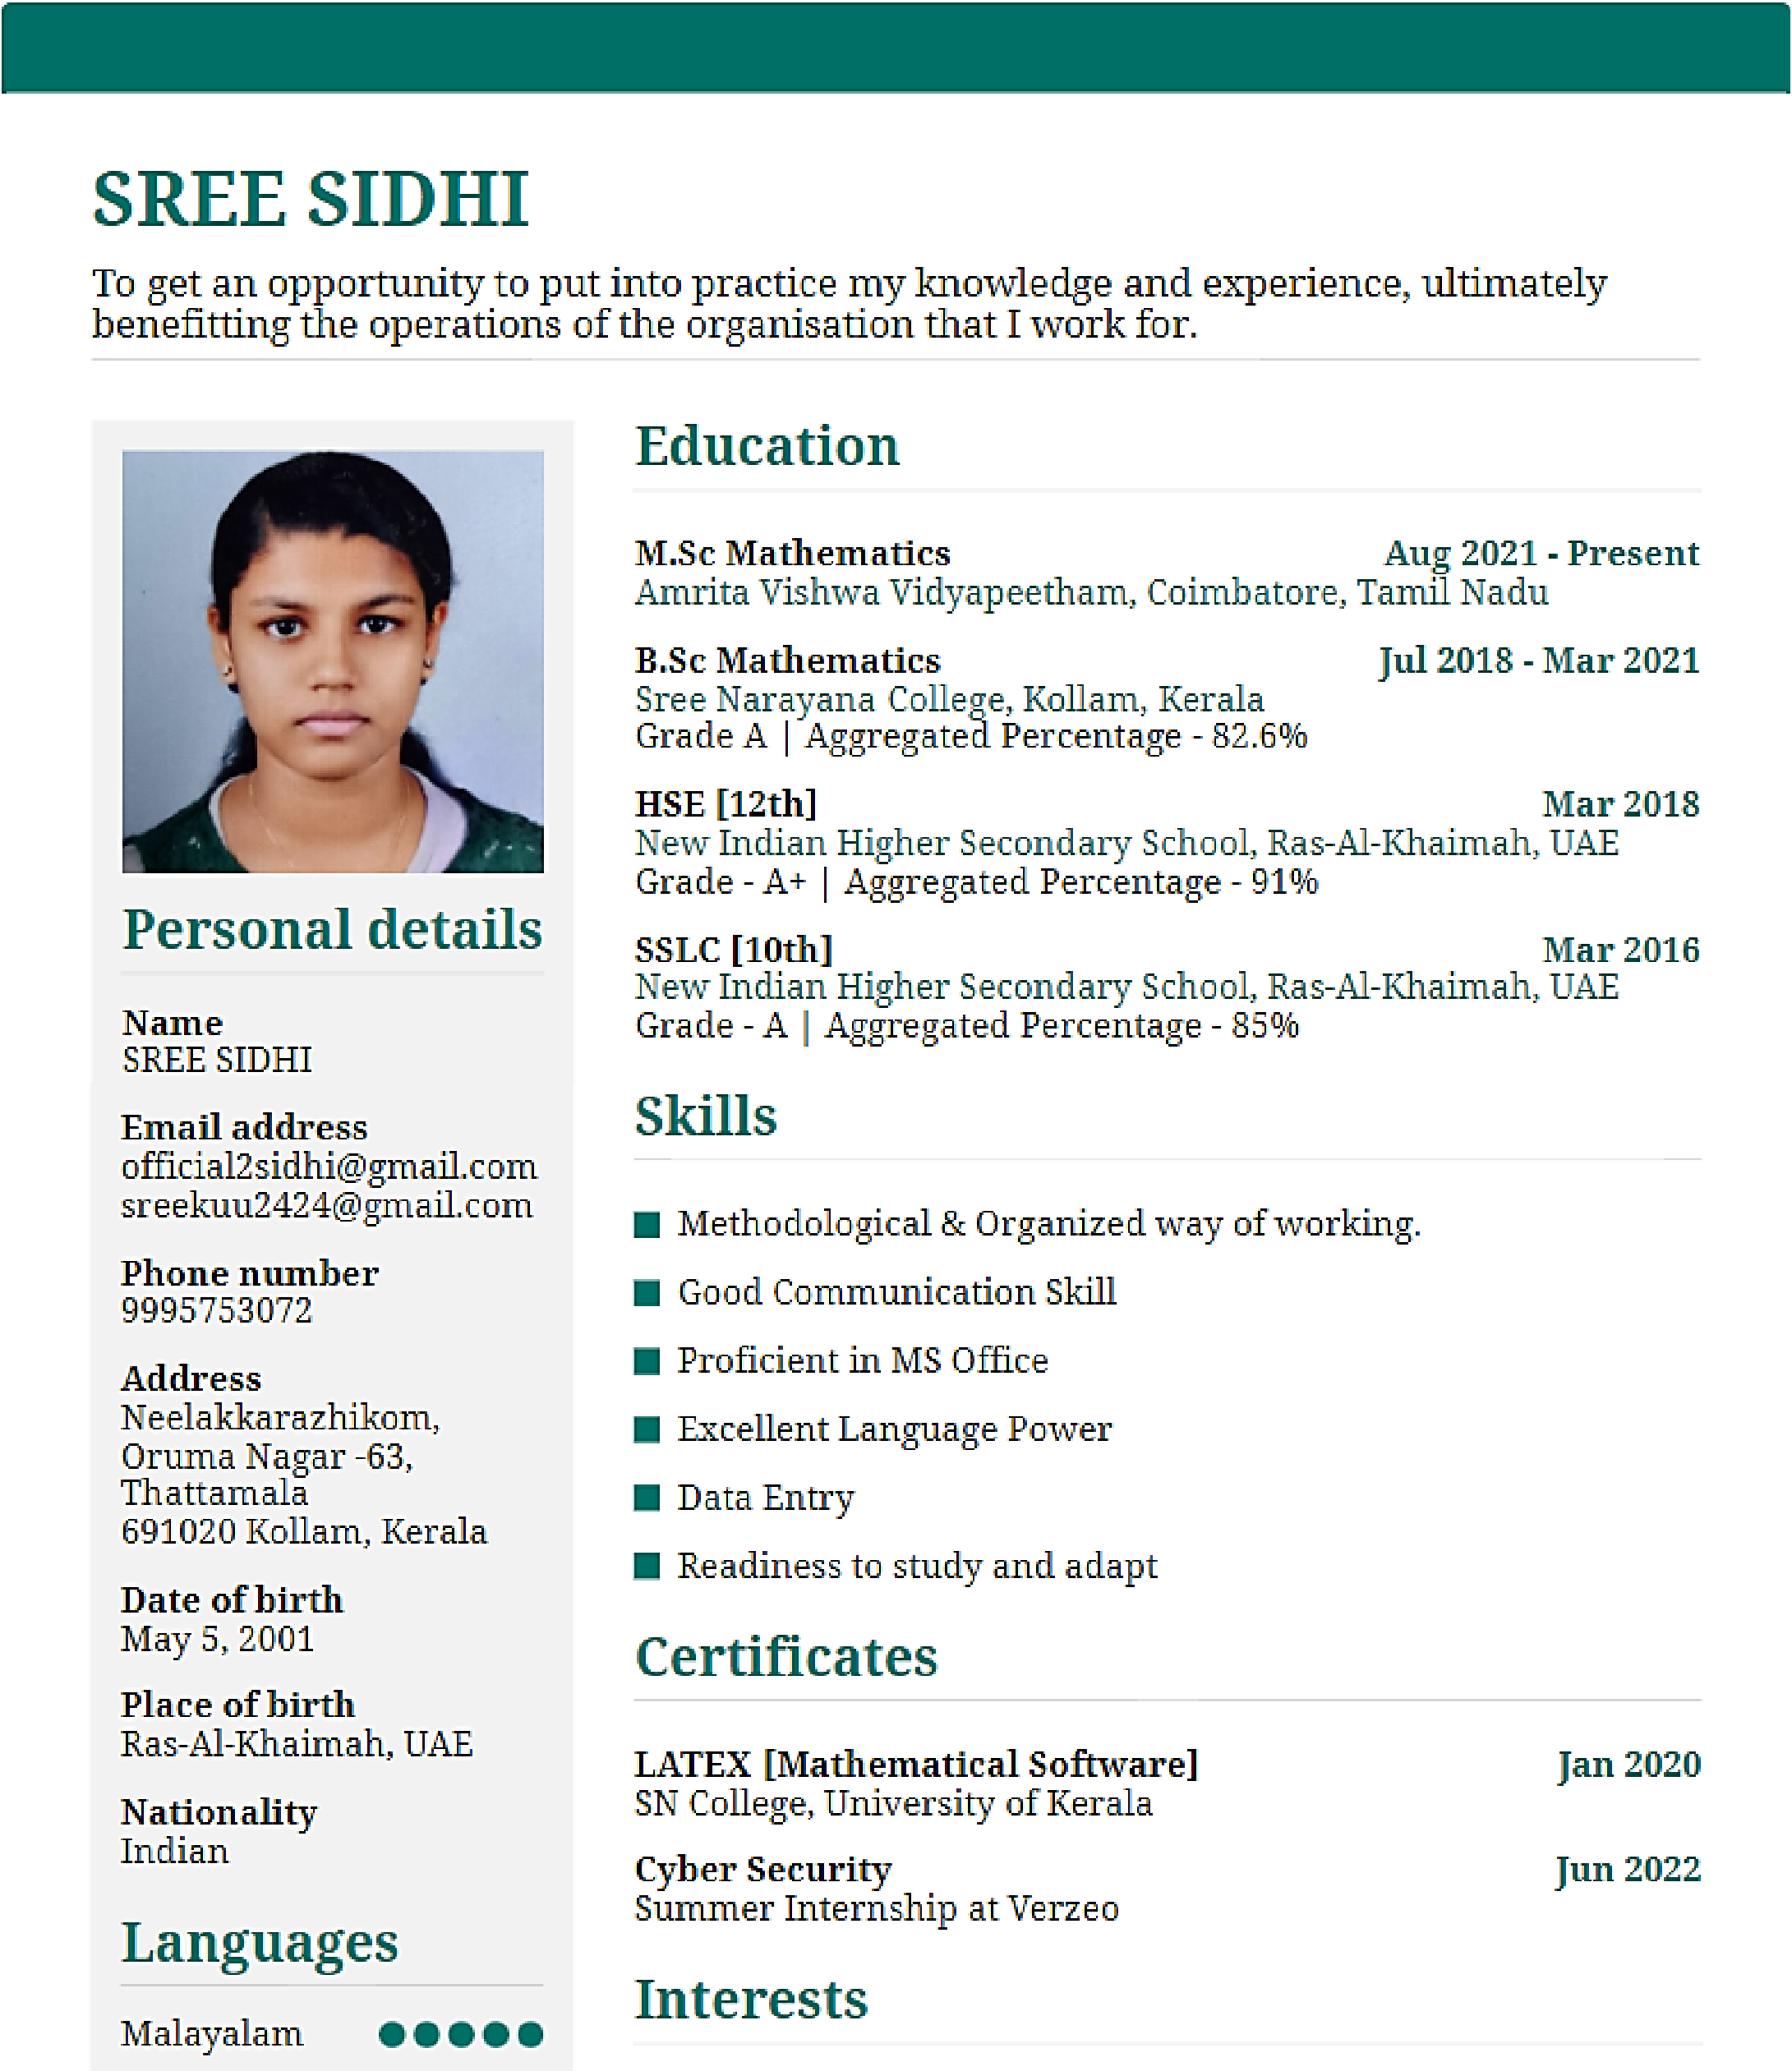 SREE SIDHI
To get an opportunity to put into practice my knowledge and experience, ultimately
benefitting the operations of the organisation that I work for.
Personal details
Name
SREE SIDHI
Email address
official2sidhi@gmail.com
sreekuu2424@gmail.com
Phone number
9995753072
Address
Neelakkarazhikom,
Oruma Nagar -63,
Thattamala
691020 Kollam, Kerala
Date of birth
May 5, 2001
Place of birth
Ras-Al-Khaimah, UAE
Nationality
Indian
Languages
Malayalam
Education
M.Sc Mathematics Aug 2021 - Present
Amrita Vishwa Vidyapeetham, Coimbatore, Tamil Nadu
B.Sc Mathematics Jul 2018 - Mar 2021
Sree Narayana College, Kollam, Kerala
Grade A | Aggregated Percentage - 82.6%
HSE [12th] Mar 2018
New Indian Higher Secondary School, Ras-Al-Khaimah, UAE
Grade - A+ | Aggregated Percentage - 91%
SSLC [10th] Mar 2016
New Indian Higher Secondary School, Ras-Al-Khaimah, UAE
Grade - A | Aggregated Percentage - 85%
Skills
Methodological & Organized way of working.
Good Communication Skill
Proficient in MS Office
Excellent Language Power
Data Entry
Readiness to study and adapt
Certificates
LATEX [Mathematical Software] Jan 2020
SN College, University of Kerala
Cyber Security Jun 2022
Summer Internship at Verzeo
Interests